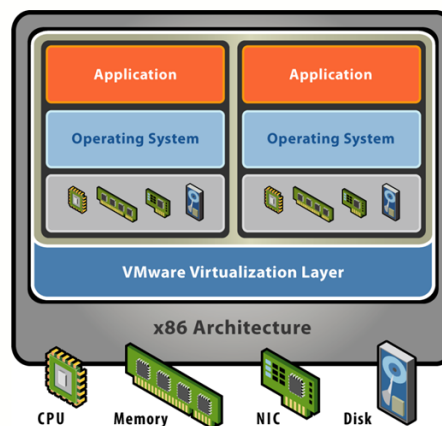 Application
Application
Operating System
Operating System
VMware Virtualization Layer
x86 Architecture
CPU
Memory
NIC
Disk